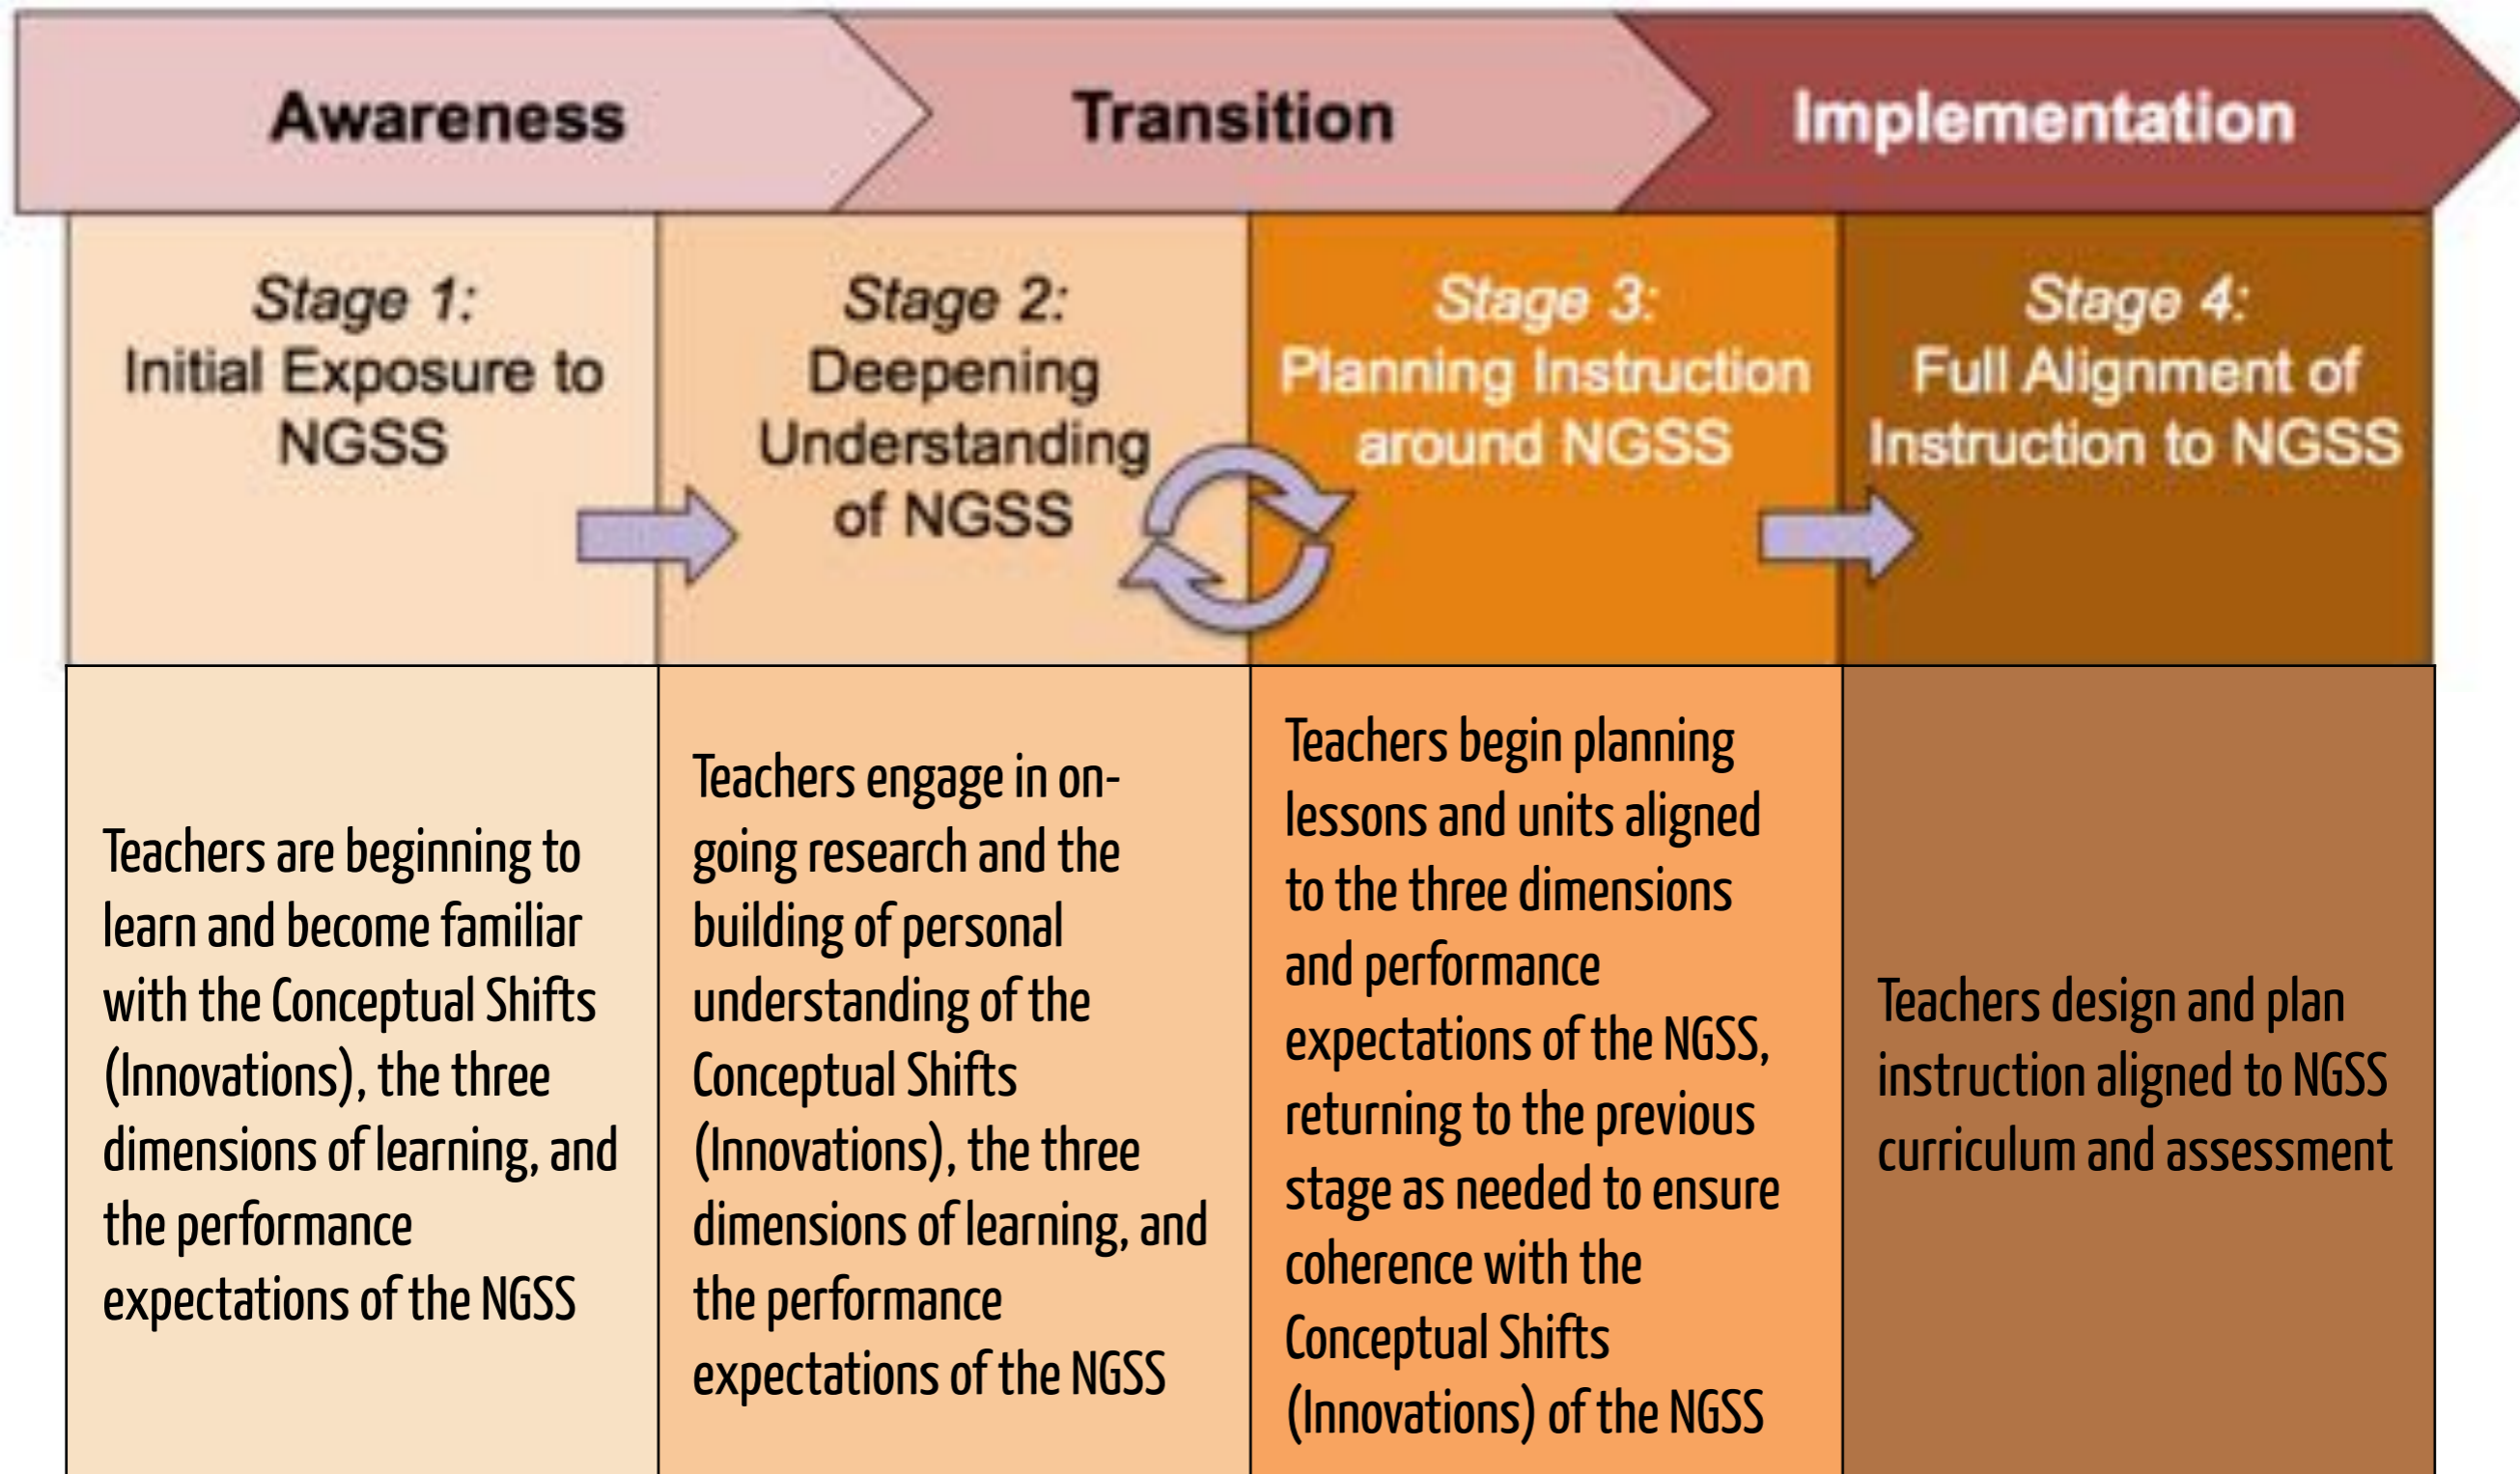 Awareness
Transition
Implementation
Stage 1:
Initial Exposure to
NGSS
Stage 2:
Deepening
Understanding
of NGSS
Stage 3:
Planning Instruction
around NGSS
Stage 4:
Full Alignment of
Instruction to NGSS
Teachers are beginning to
learn and become familiar
with the Conceptual Shifts
(Innovations), the three
dimensions of learning, and
the performance
expectations of the NGSS
Teachers engage in on-
going research and the
building of personal
understanding of the
Conceptual Shifts
(Innovations), the three
dimensions of learning, and
the performance
expectations of the NGSS
Teachers begin planning
lessons and units aligned
to the three dimensions
and performance
expectations of the NGSS,
returning to the previous
stage as needed to ensure
coherence with the
Conceptual Shifts
(Innovations) of the NGSS
Teachers design and plan
instruction aligned to NGSS
curriculum and assessment